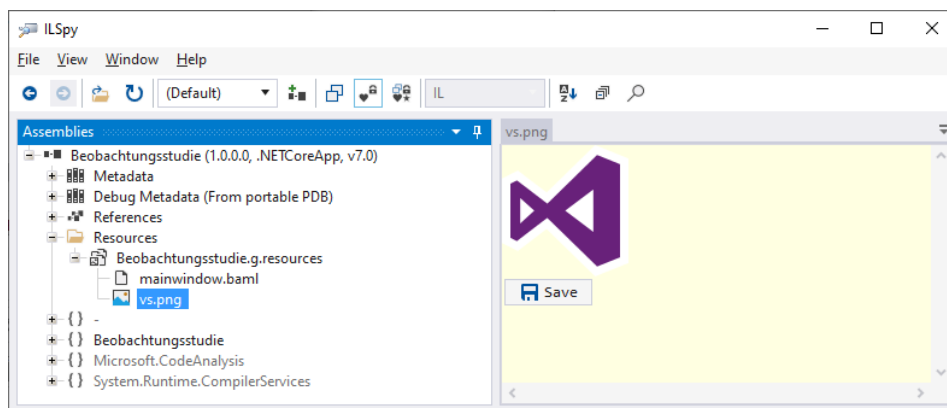 ILSpy
File View Window Help
(Default) IL
Assemblies
Beobachtungsstudie (1.0.0.0, .NETCoreApp, v7.0)
Metadata
Debug Metadata (From portable PDB)
References
Resources
Beobachtungsstudie.g.resources
mainwindow.baml
vs.png
{ } -
{ } Beobachtungsstudie
{ } Microsoft.CodeAnalysis
{ } System.Runtime.CompilerServices
vs.png
Save